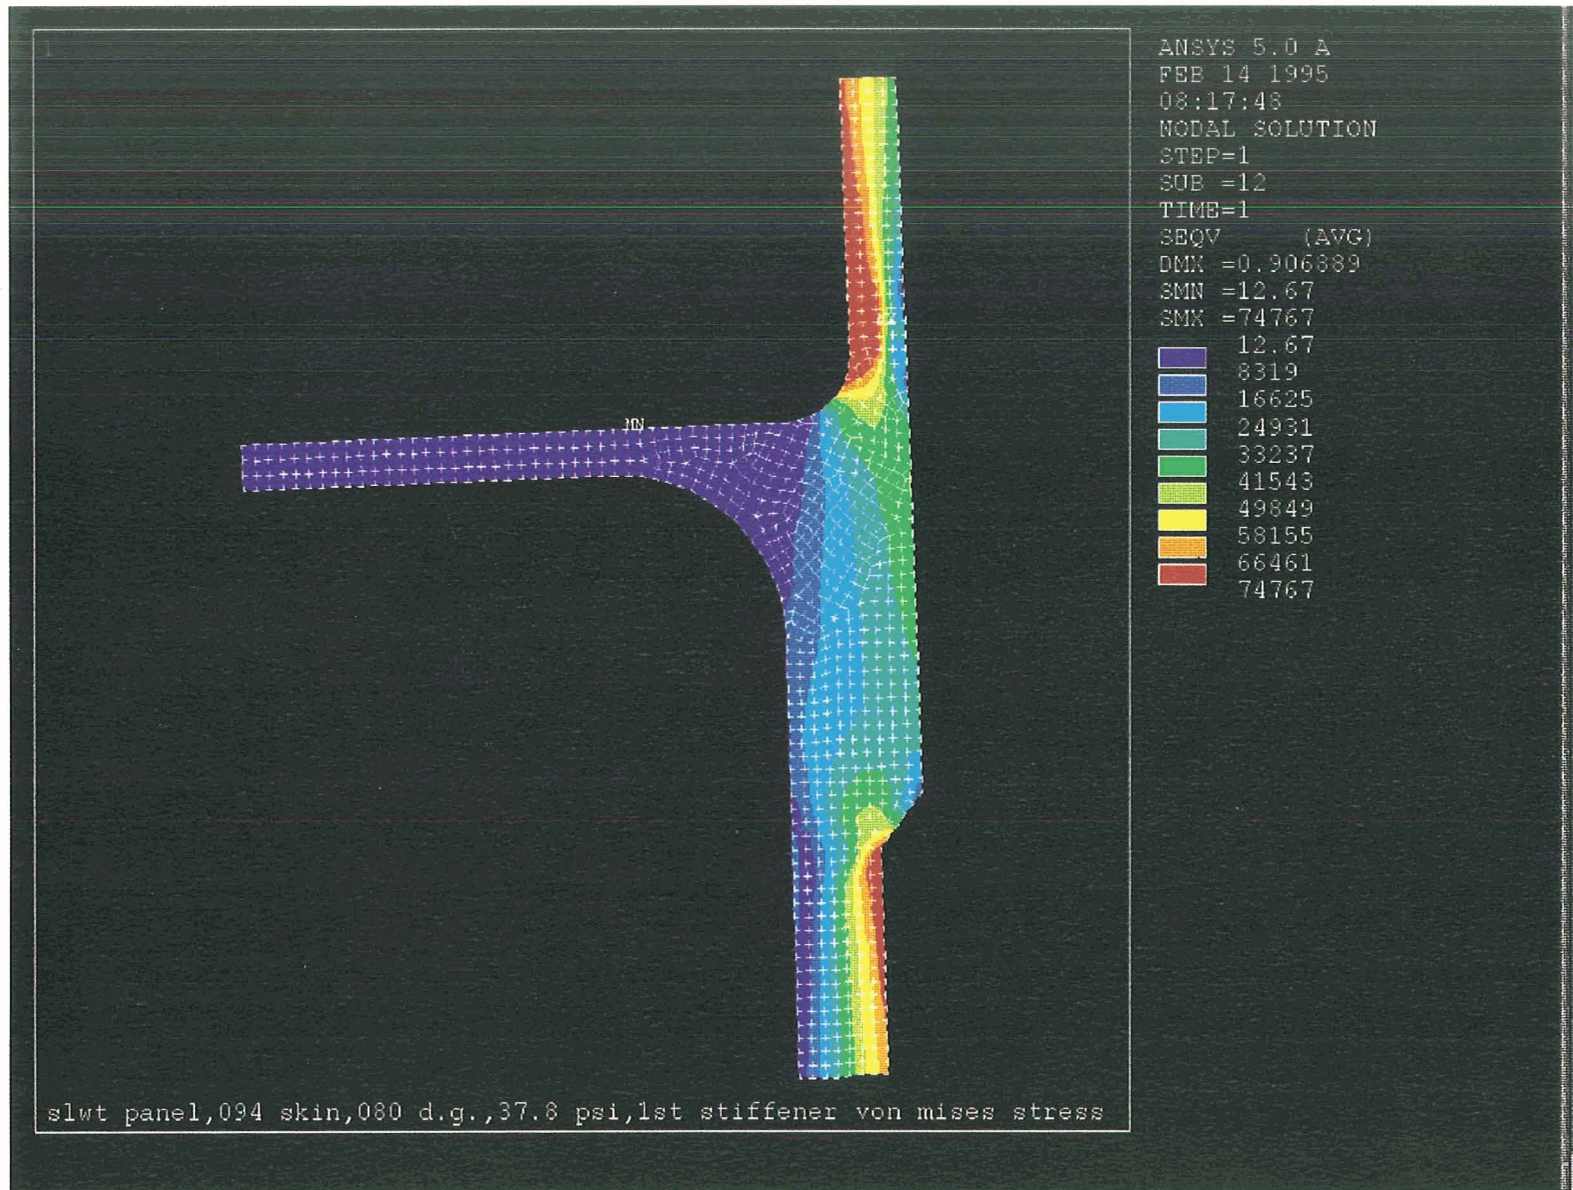 1
ANSYS 5.0 A
FEB 14 1995
08:17:48
NODAL SOLUTION
STEP=1
SUB =12
TIME=1
SEQV (AVG)
DMX =0.906889
SMN =12.67
SMX =74767
12.67
8319
16625
24931
33237
41543
49849
58155
66461
74767
MN
slwt panel,094 skin,080 d.g.,37.8 psi,1st stiffener von mises stress